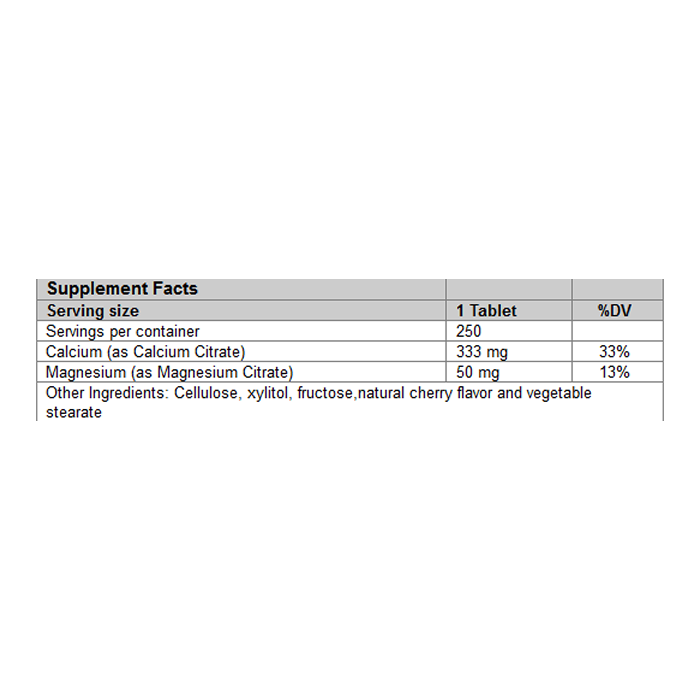 Supplement Facts
Serving size 1 Tablet %DV
Servings per container 250
Calcium (as Calcium Citrate) 333 mg 33%
Magnesium (as Magnesium Citrate) 50 mg 13%
Other Ingredients: Cellulose, xylitol, fructose,natural cherry flavor and vegetable
stearate